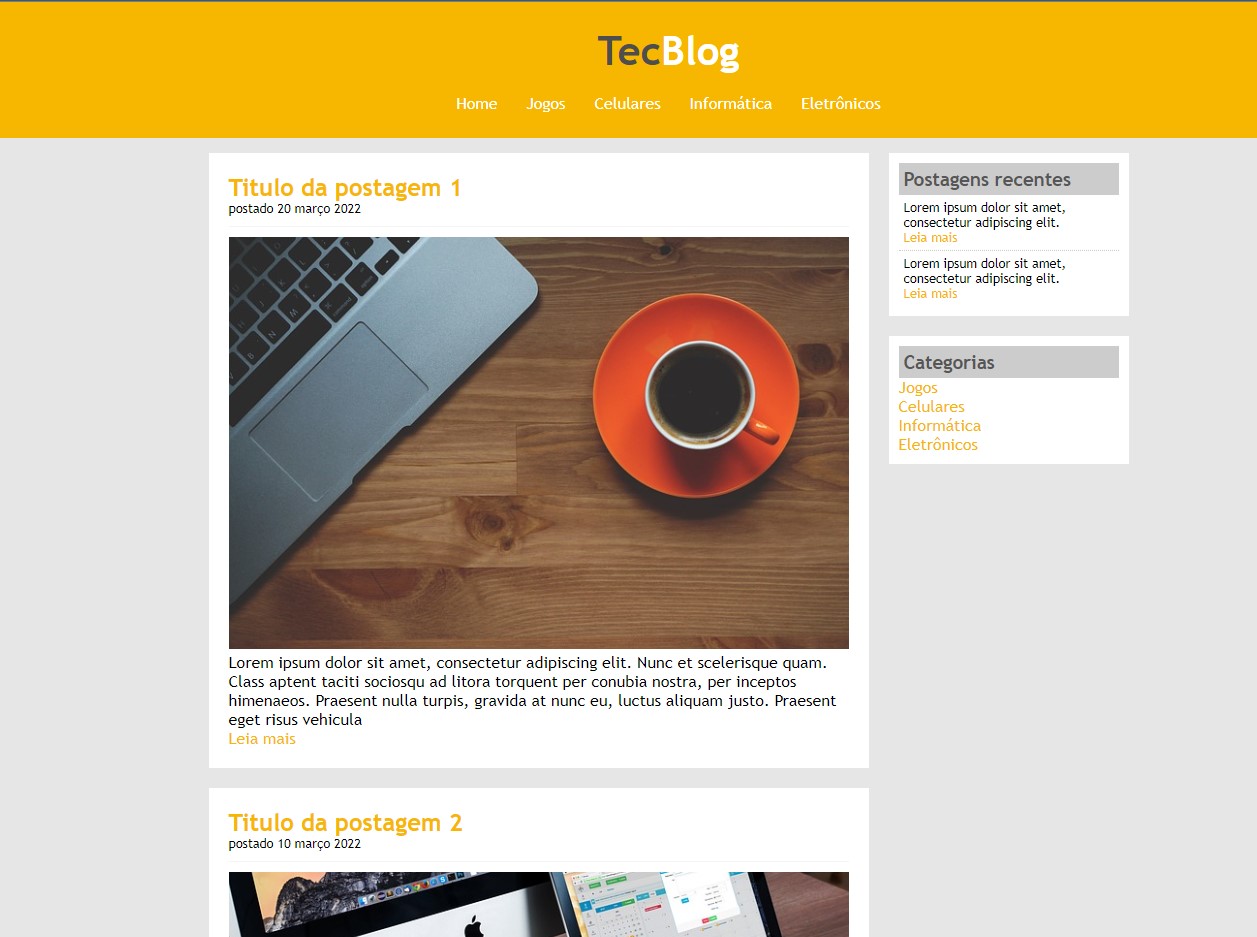 TecBlog
Home Jogos Celulares Informática Eletrônicos
Titulo da postagem 1
postado 20 março 2022
Lorem ipsum dolor sit amet, consectetur adipiscing elit. Nunc et scelerisque quam.
Class aptent taciti sociosqu ad litora torquent per conubia nostra, per inceptos
himenaeos. Praesent nulla turpis, gravida at nunc eu, luctus aliquam justo. Praesent
eget risus vehicula
Leia mais
Titulo da postagem 2
postado 10 março 2022
Postagens recentes
Lorem ipsum dolor sit amet,
consectetur adipiscing elit.
Leia mais
Lorem ipsum dolor sit amet,
consectetur adipiscing elit.
Leia mais
Categorias
Jogos
Celulares
Informática
Eletrônicos